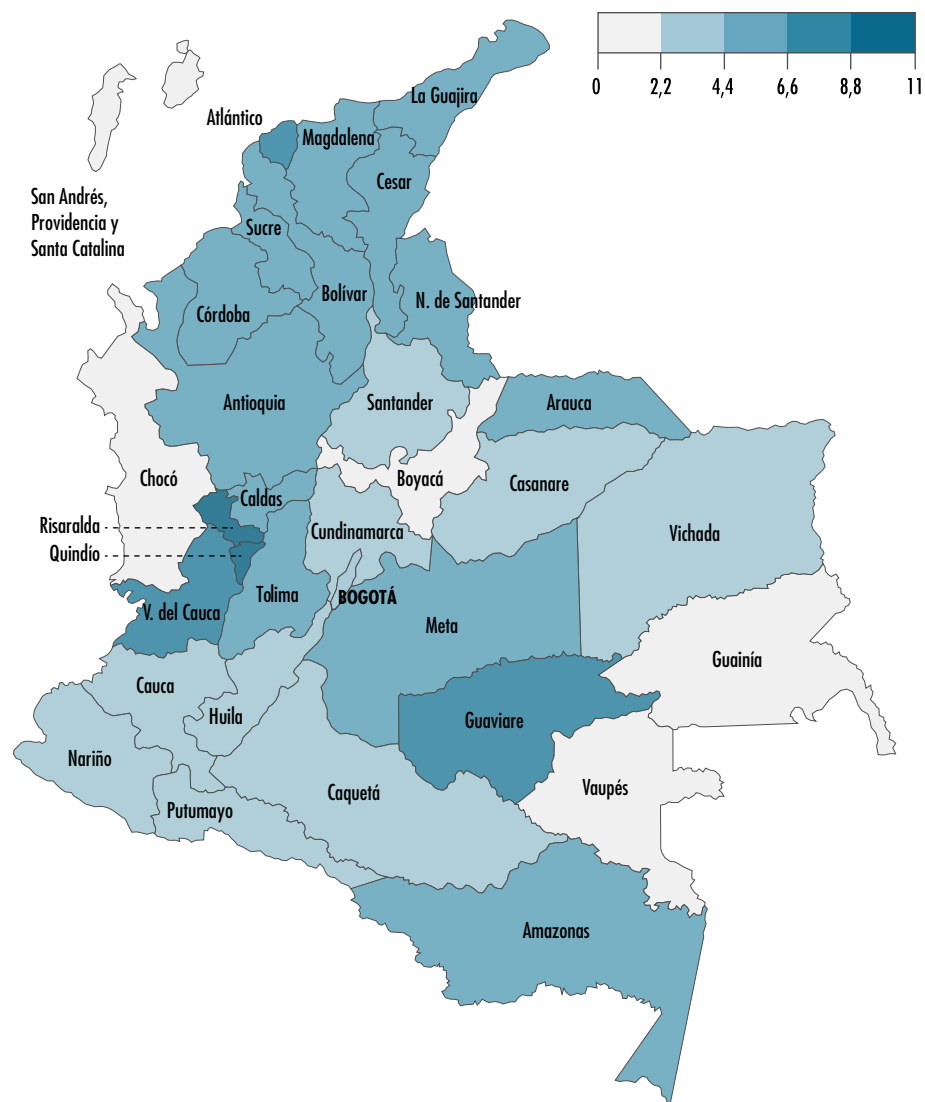 0
2,2
4,4
6,6
8,8
11
La Guajira
Atlántico
Magdalena
Cesar
San Andrés,
Providencia y
Santa Catalina
Sucre
Bolívar
N. de Santander
Córdoba
Antioquia
Santander
Arauca
Chocó
Boyacá
Casanare
Caldas
Risaralda
Cundinamarca
Vichada
Quindío
Tolima
BOGOTÁ
V. del Cauca
Meta
Guainía
Cauca
Huila
Guaviare
Nariño
Vaupés
Caquetá
Putumayo
Amazonas